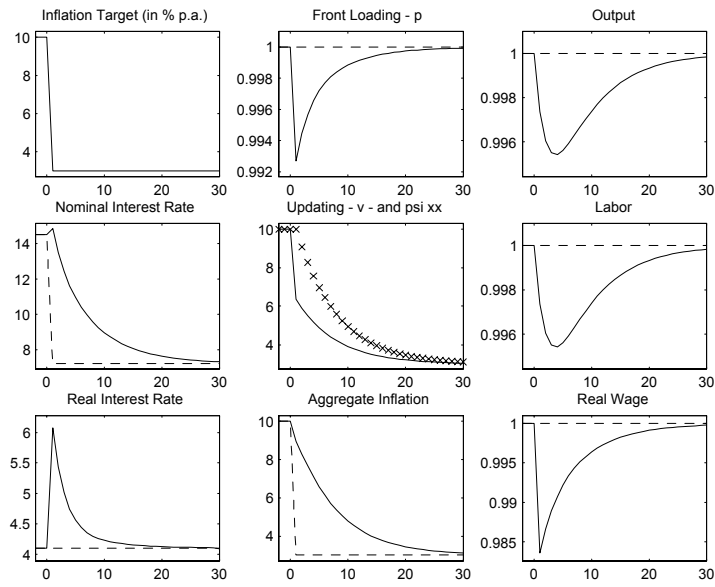 Inflation Target (in % p.a.)
10
8
6
4
0 10 20 30
Front Loading - p
1
0.998
0.996
0.994
0.992
0 10 20 30
Output
1
0.998
0.996
0 10 20 30
Nominal Interest Rate
14
12
10
8
0 10 20 30
Updating - v - and psi xx
10
8
6
4
0 10 20 30
Labor
1
0.998
0.996
0 10 20 30
Real Interest Rate
6
5.5
5
4.5
4
0 10 20 30
Aggregate Inflation
10
8
6
4
0 10 20 30
Real Wage
1
0.995
0.99
0.985
0 10 20 30